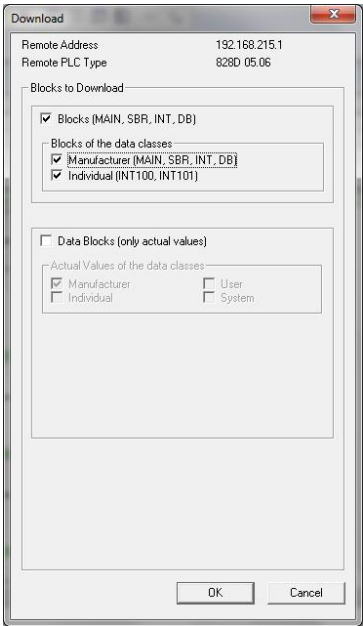 Download
Remote Address 192.168.215.1
Remote PLC Type 828D 05.06
Blocks to Download
Blocks (MAIN, SBR, INT, DB)
Blocks of the data classes
Manufacturer (MAIN, SBR, INT, DB)
Individual (INT100, INT101)
Data Blocks (only actual values)
Actual Values of the data classes
Manufacturer User
Individual System
OK Cancel